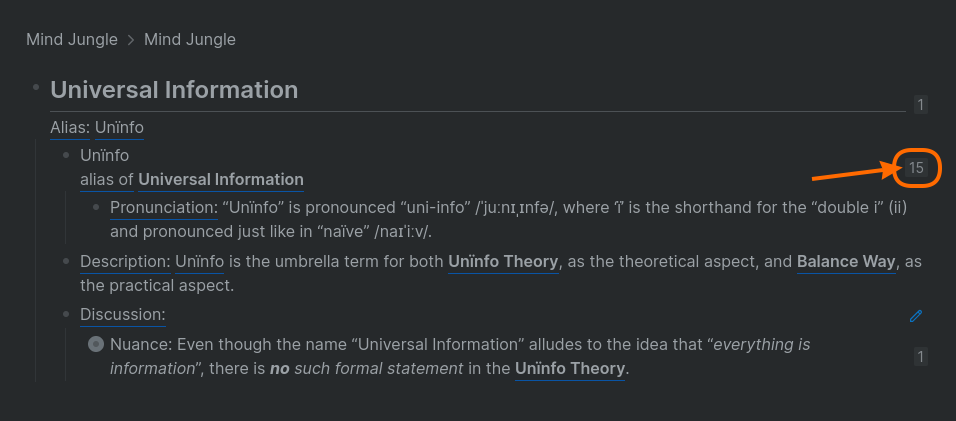 Mind Jungle > Mind Jungle
Universal Information
1
Alias: Unïnfo
Unïnfo
alias of Universal Information
15
Pronunciation: “Unïnfo” is pronounced “uni-info” /ˈjuːnɪˌɪnfə/, where ‘ï’ is the shorthand for the “double i” (ii)
and pronounced just like in “naïve” /naɪˈiːv/.
Description: Unïnfo is the umbrella term for both Unïnfo Theory, as the theoretical aspect, and Balance Way, as
the practical aspect.
Discussion:
Nuance: Even though the name “Universal Information” alludes to the idea that “everything is
information”, there is no such formal statement in the Unïnfo Theory.
1